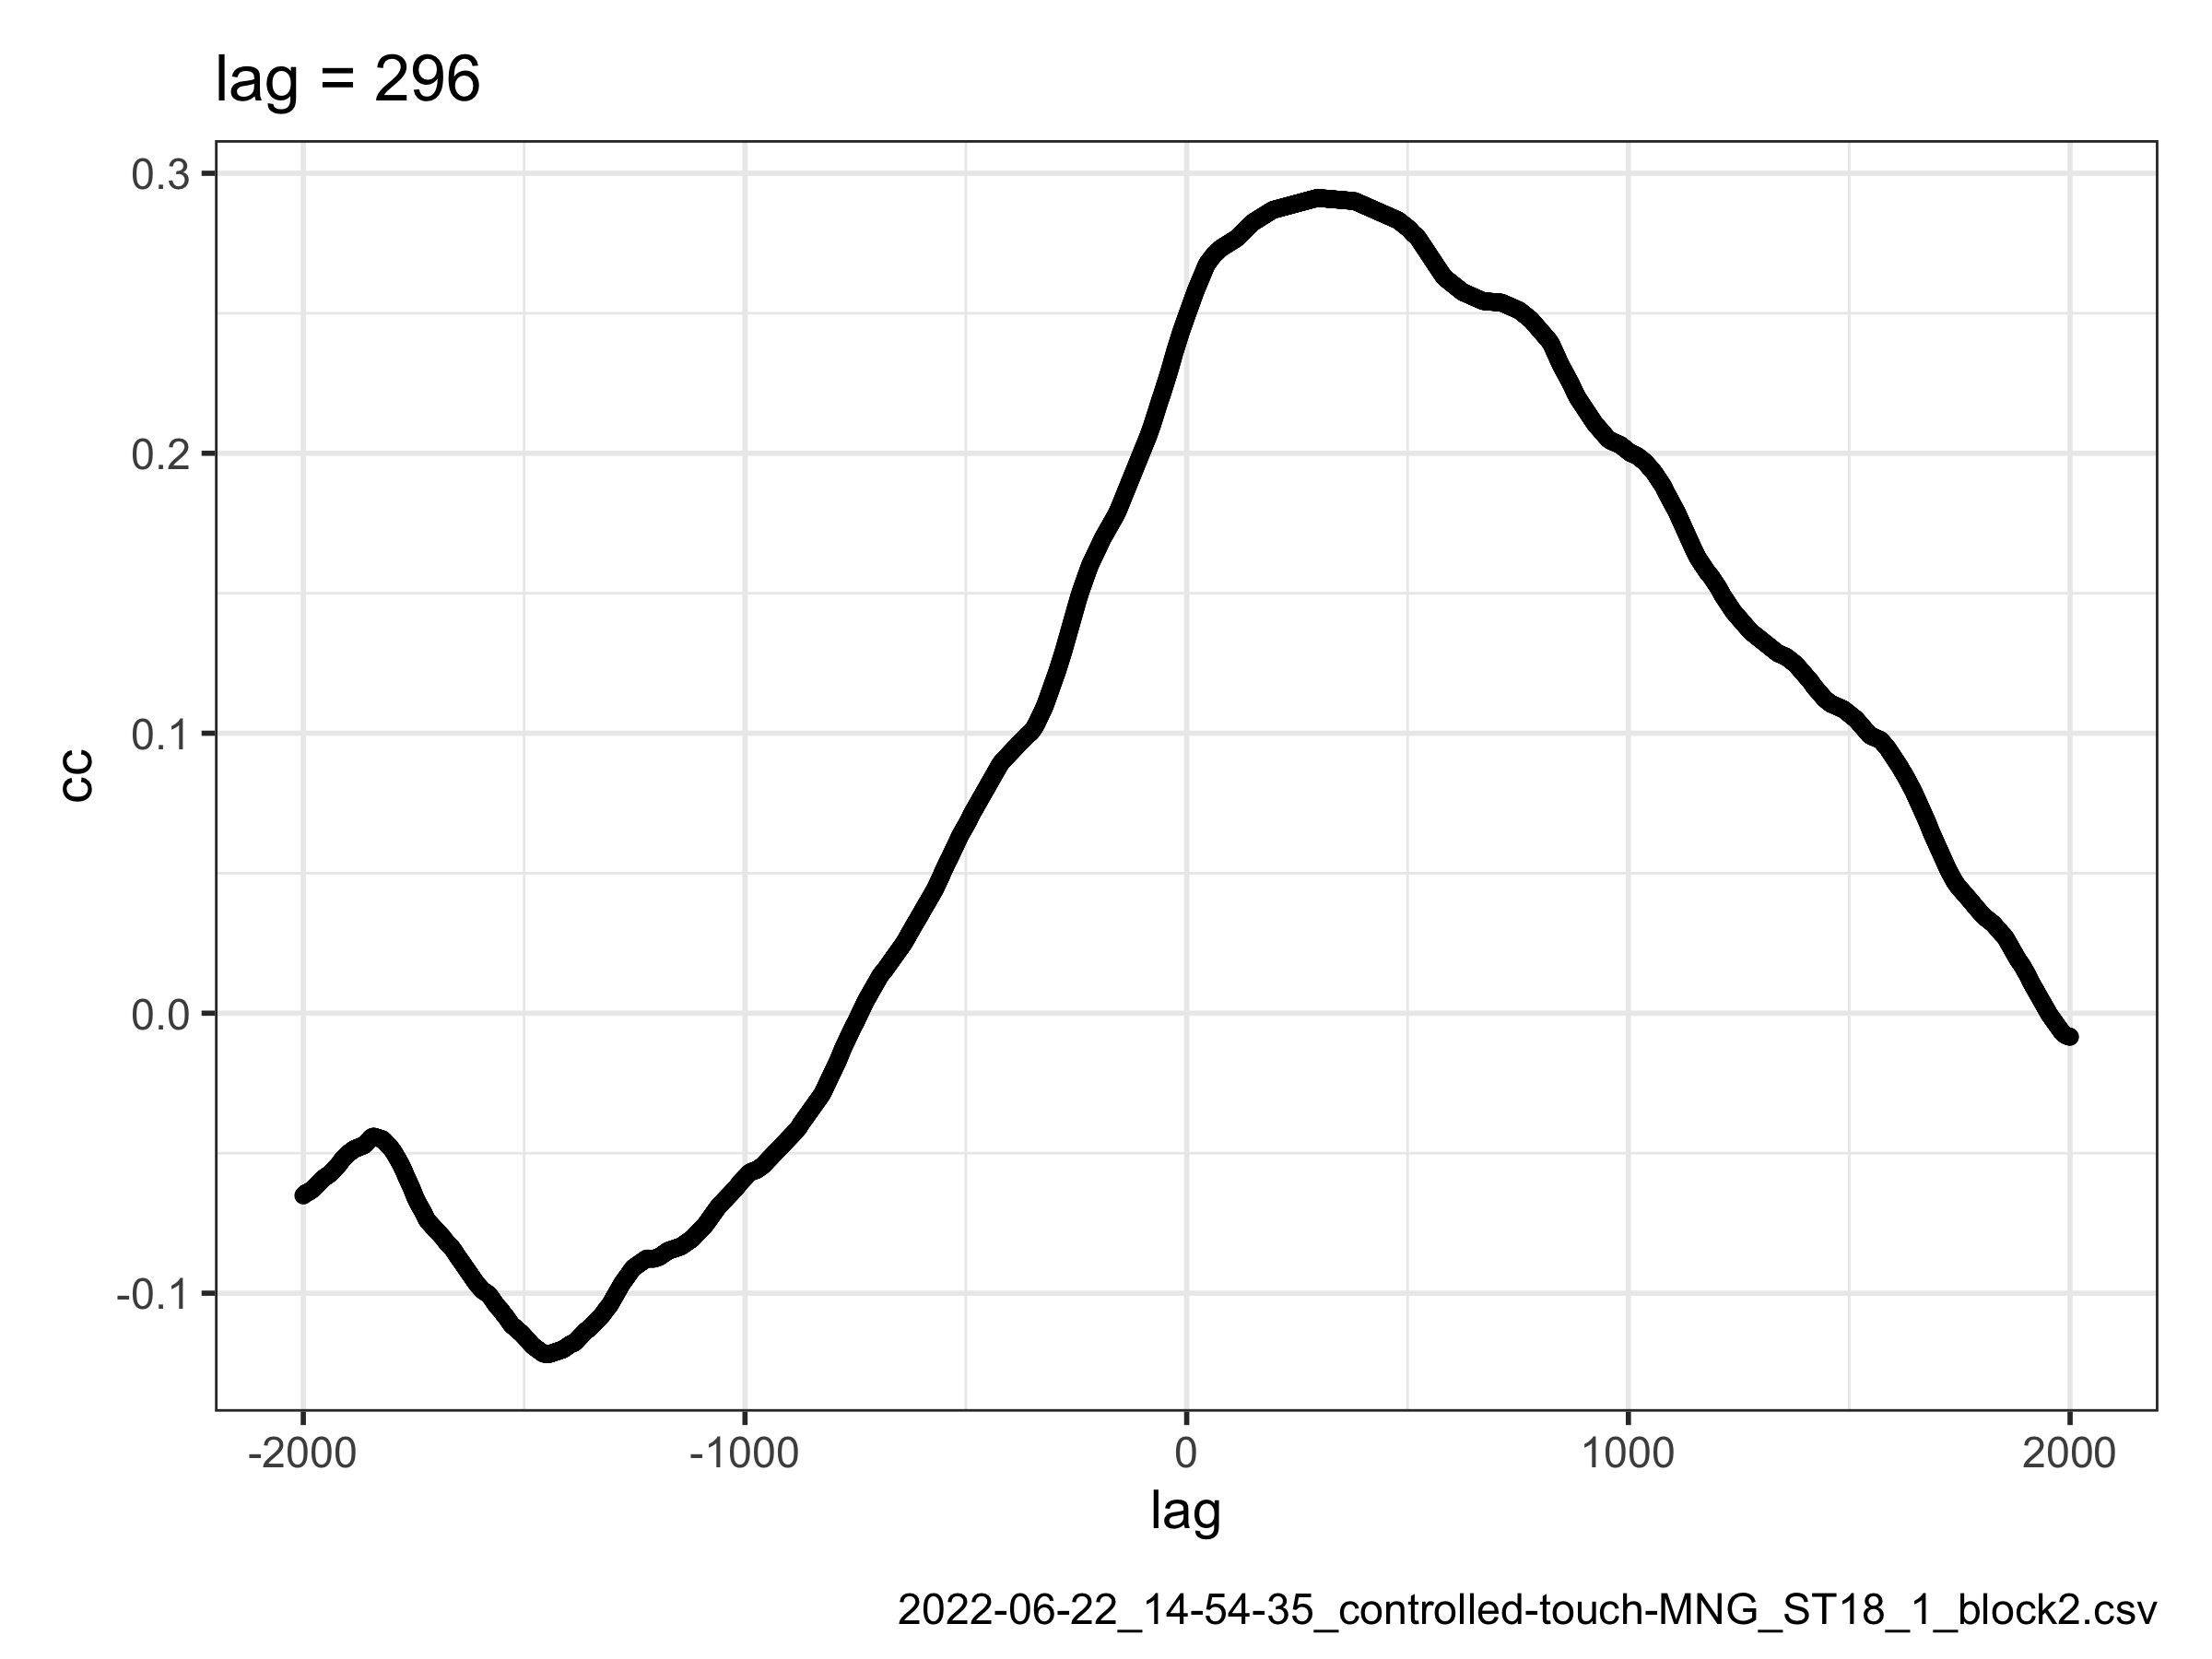 lag = 296
0.3
0.2
0.1
0.0
-0.1
cc
-2000 -1000 0 1000 2000
lag
2022-06-22_14-54-35_controlled-touch-MNG_ST18_1_block2.csv